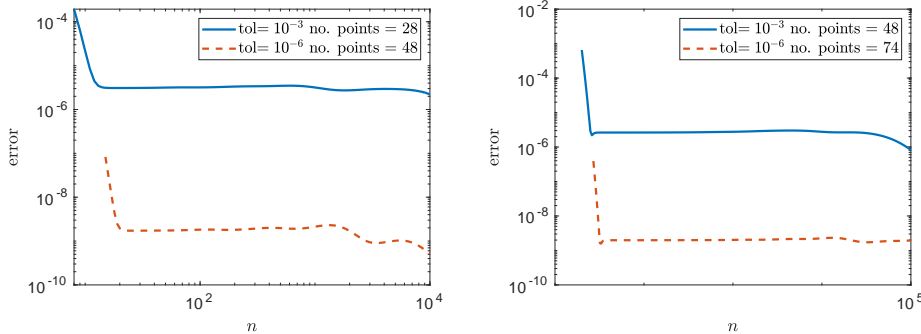 10^-4
10^-6
10^-8
10^-10
error
tol= 10^-3 no. points = 28
tol= 10^-6 no. points = 48
10^2
10^4
n
10^-2
10^-4
10^-6
10^-8
10^-10
error
tol= 10^-3 no. points = 48
tol= 10^-6 no. points = 74
10^5
n